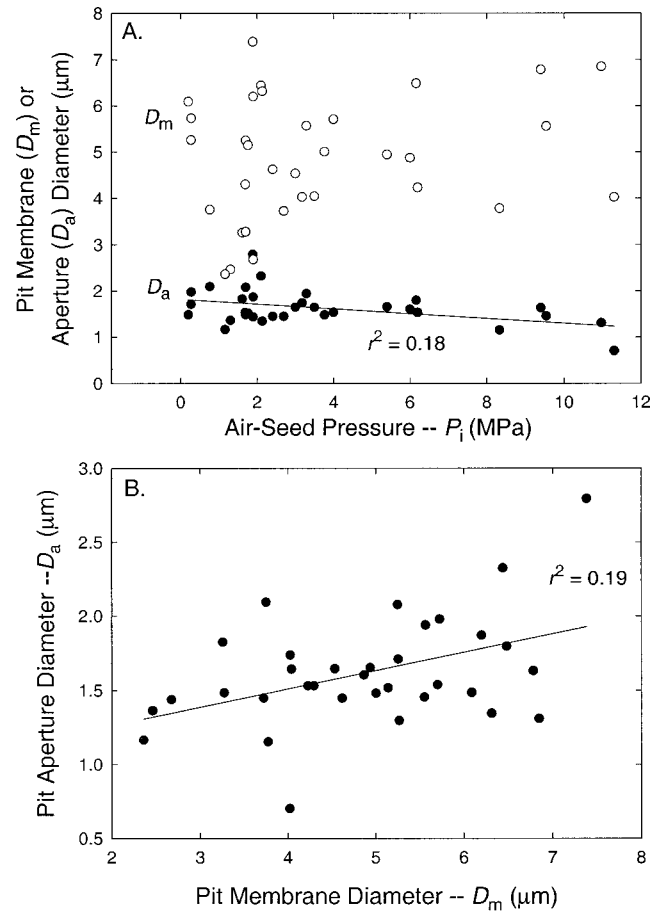 A.
Pit Membrane (Dm) or
Aperture (Da) Diameter (μm)
8
7
6
5
4
3
2
1
0
Dm
Da
r² = 0.18
0 2 4 6 8 10 12
Air-Seed Pressure -- Pi (MPa)
B.
Pit Aperture Diameter --Da (μm)
3.0
2.5
2.0
1.5
1.0
0.5
r² = 0.19
2 3 4 5 6 7 8
Pit Membrane Diameter -- Dm (μm)